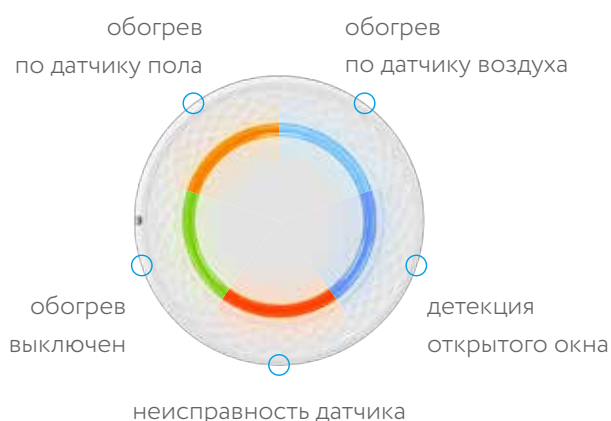 обогрев
по датчику пола
обогрев
по датчику воздуха
обогрев
выключен
детекция
открытого окна
неисправность датчика